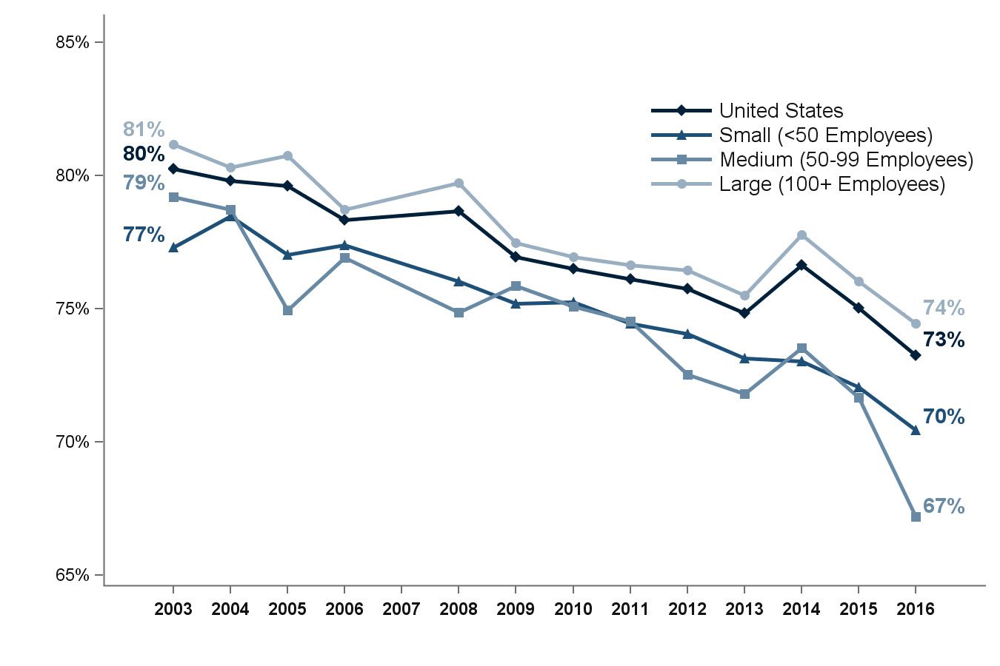 85%
80%
75%
70%
65%
81%
80%
79%
77%
United States
Small (<50 Employees)
Medium (50-99 Employees)
Large (100+ Employees)
74%
73%
70%
67%
2003 2004 2005 2006 2007 2008 2009 2010 2011 2012 2013 2014 2015 2016